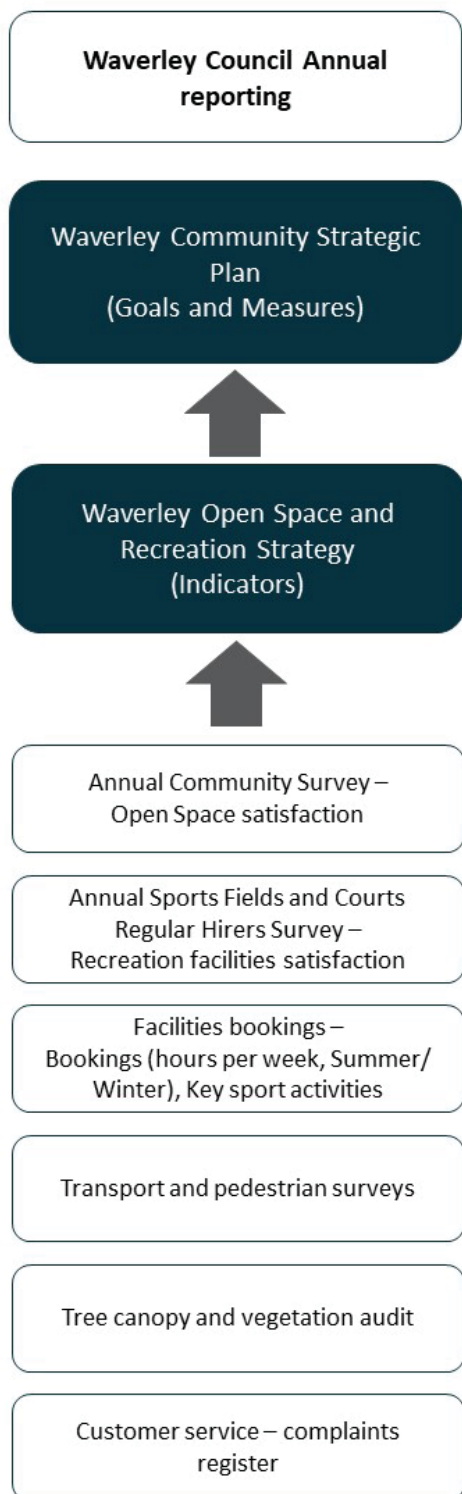 Waverley Council Annual
reporting
Waverley Community Strategic
Plan
(Goals and Measures)
Waverley Open Space and
Recreation Strategy
(Indicators)
Annual Community Survey –
Open Space satisfaction
Annual Sports Fields and Courts
Regular Hirers Survey –
Recreation facilities satisfaction
Facilities bookings –
Bookings (hours per week, Summer/
Winter), Key sport activities
Transport and pedestrian surveys
Tree canopy and vegetation audit
Customer service – complaints
register